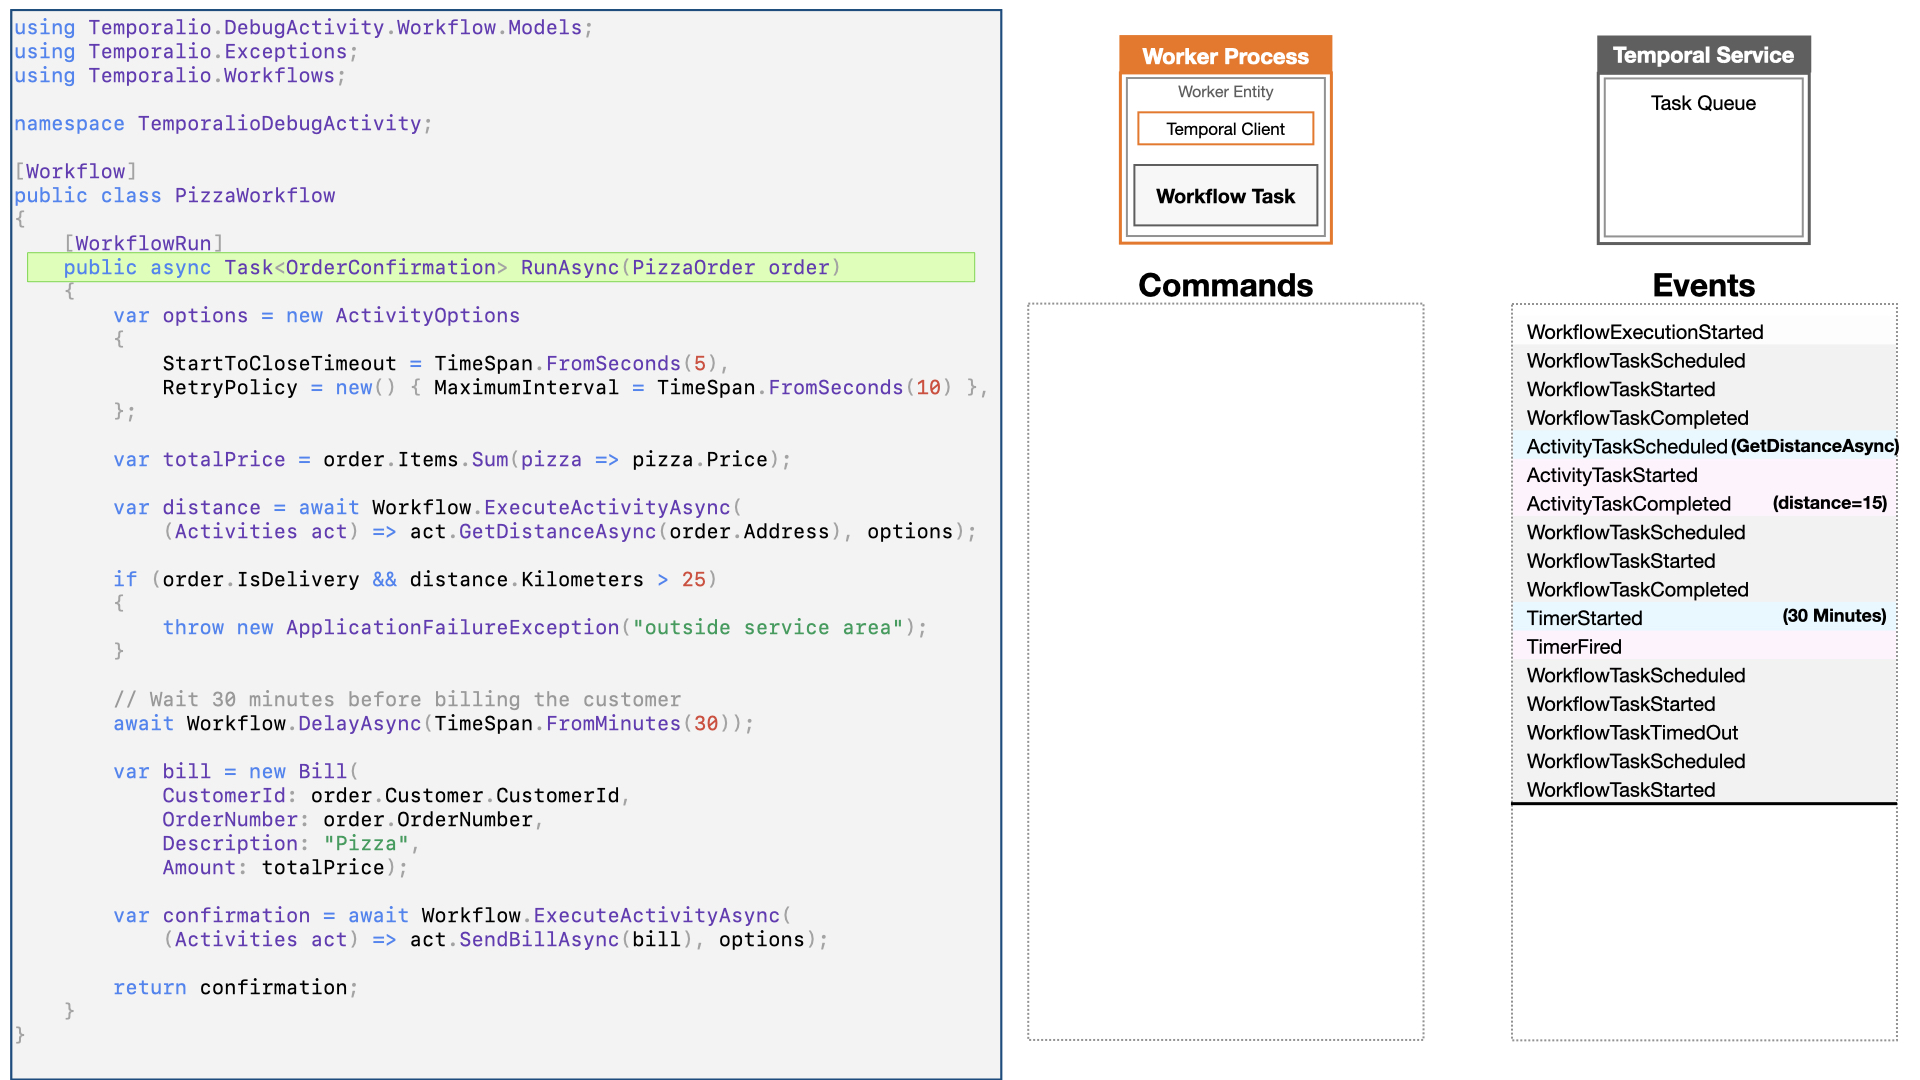 using Temporalio.DebugActivity.Workflow.Models;
using Temporalio.Exceptions;
using Temporalio.Workflows;
namespace TemporalioDebugActivity;
[Workflow]
public class PizzaWorkflow
{
    [WorkflowRun]
    public async Task<OrderConfirmation> RunAsync(PizzaOrder order)
    {
        var options = new ActivityOptions
        {
            StartToCloseTimeout = TimeSpan.FromSeconds(5),
            RetryPolicy = new() { MaximumInterval = TimeSpan.FromSeconds(10) },
        };
        var totalPrice = order.Items.Sum(pizza => pizza.Price);
        var distance = await Workflow.ExecuteActivityAsync(
            (Activities act) => act.GetDistanceAsync(order.Address), options);
        if (order.IsDelivery && distance.Kilometers > 25)
        {
            throw new ApplicationFailureException("outside service area");
        }
        // Wait 30 minutes before billing the customer
        await Workflow.DelayAsync(TimeSpan.FromMinutes(30));
        var bill = new Bill(
            CustomerId: order.Customer.CustomerId,
            OrderNumber: order.OrderNumber,
            Description: "Pizza",
            Amount: totalPrice);
        var confirmation = await Workflow.ExecuteActivityAsync(
            (Activities act) => act.SendBillAsync(bill), options);
        return confirmation;
    }
}
Worker Process
Worker Entity
Temporal Client
Workflow Task
Commands
Temporal Service
Task Queue
Events
WorkflowExecutionStarted
WorkflowTaskScheduled
WorkflowTaskStarted
WorkflowTaskCompleted
ActivityTaskScheduled (GetDistanceAsync)
ActivityTaskStarted
ActivityTaskCompleted (distance=15)
WorkflowTaskScheduled
WorkflowTaskStarted
WorkflowTaskCompleted
TimerStarted (30 Minutes)
TimerFired
WorkflowTaskScheduled
WorkflowTaskStarted
WorkflowTaskTimedOut
WorkflowTaskScheduled
WorkflowTaskStarted